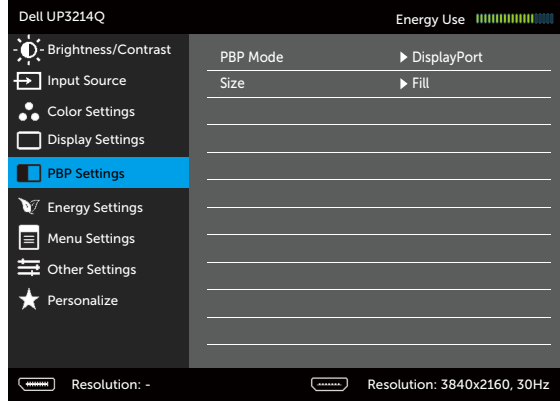 Dell UP3214Q
Energy Use
Brightness/Contrast
PBP Mode
DisplayPort
Input Source
Size
Fill
Color Settings
Display Settings
PBP Settings
Energy Settings
Menu Settings
Other Settings
Personalize
Resolution: -
Resolution: 3840x2160, 30Hz